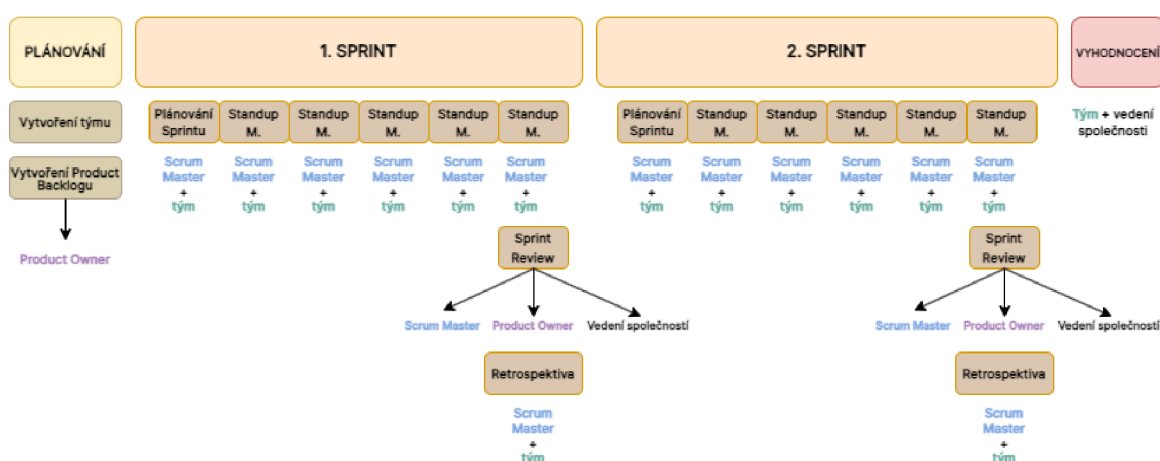 PLÁNOVÁNÍ
1. SPRINT
2. SPRINT
VYHODNOCENÍ
Vytvoření týmu
Plánování
Sprintu
Standup
M.
Standup
M.
Standup
M.
Standup
M.
Standup
M.
Plánování
Sprintu
Standup
M.
Standup
M.
Standup
M.
Standup
M.
Standup
M.
Tým + vedení
společnosti
Vytvoření Product
Backlogu
Scrum
Master
+
tým
Scrum
Master
+
tým
Scrum
Master
+
tým
Scrum
Master
+
tým
Scrum
Master
+
tým
Scrum
Master
+
tým
Scrum
Master
+
tým
Scrum
Master
+
tým
Scrum
Master
+
tým
Scrum
Master
+
tým
Scrum
Master
+
tým
Scrum
Master
+
tým
Product Owner
Sprint
Review
Sprint
Review
Scrum Master
Product Owner
Vedení společností
Scrum Master
Product Owner
Vedení společností
Retrospektiva
Retrospektiva
Scrum
Master
+
tým
Scrum
Master
+
tým